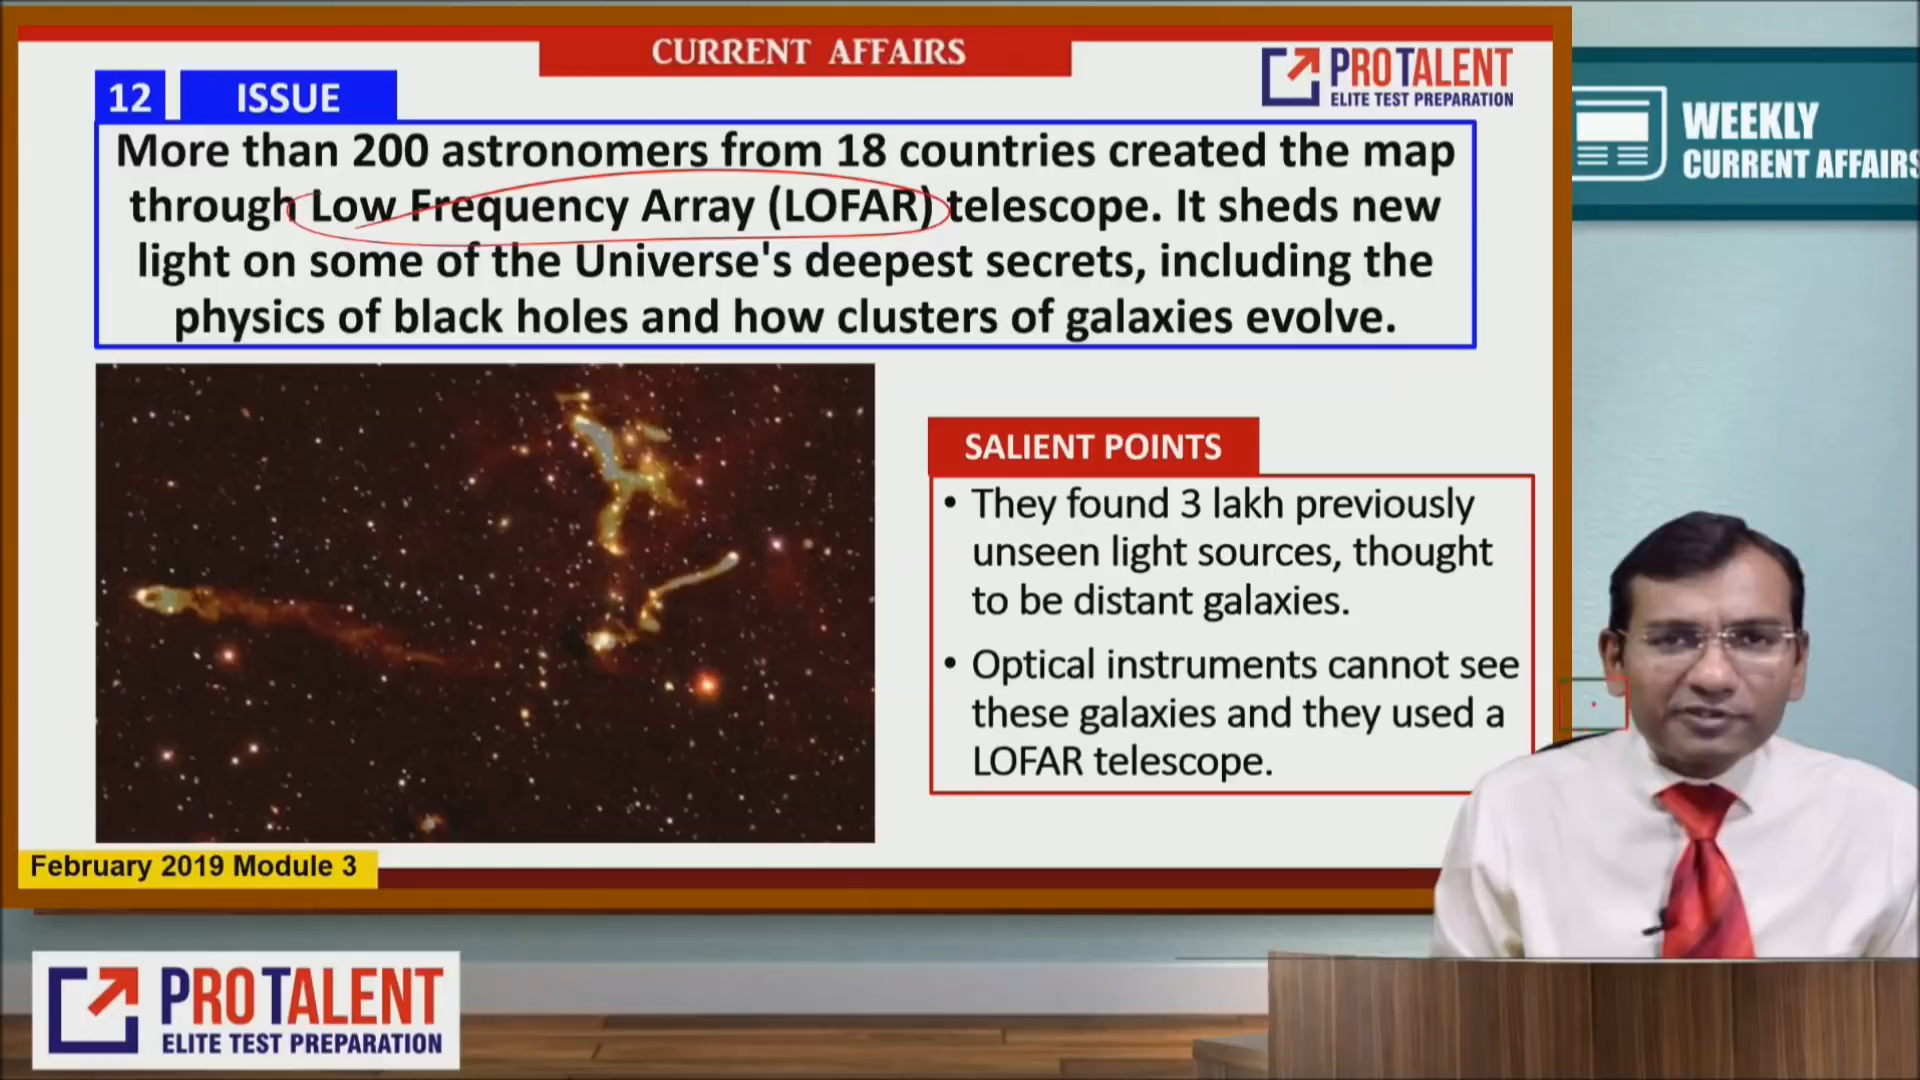 CURRENT AFFAIRS
PROTALENT
ELITE TEST PREPARATION
12 ISSUE
WEEKLY
CURRENT AFFAIRS
More than 200 astronomers from 18 countries created the map
through Low Frequency Array (LOFAR) telescope. It sheds new
light on some of the Universe's deepest secrets, including the
physics of black holes and how clusters of galaxies evolve.
SALIENT POINTS
• They found 3 lakh previously
unseen light sources, thought
to be distant galaxies.
• Optical instruments cannot see
these galaxies and they used a
LOFAR telescope.
February 2019 Module 3
PROTALENT
ELITE TEST PREPARATION